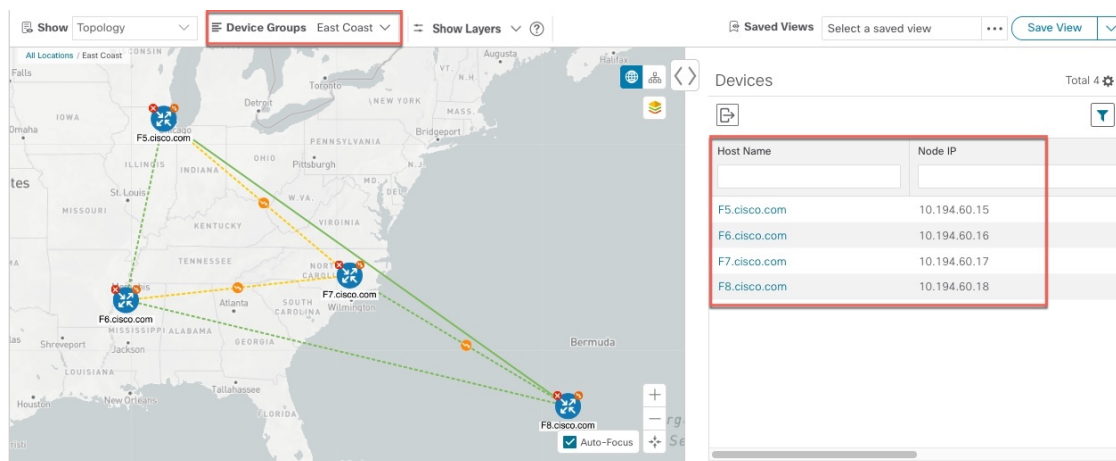 Show Topology Device Groups East Coast Show Layers ? Saved Views Select a saved view ... Save View
All Locations / East Coast
Devices Total 4
Host Name Node IP
F5.cisco.com 10.194.60.15
F6.cisco.com 10.194.60.16
F7.cisco.com 10.194.60.17
F8.cisco.com 10.194.60.18
Augusta
Halifax
Falls
VT.
N.H.
Toronto
Detroit
NEW YORK
MASS.
IOWA
Omaha
F5.cisco.com
Bridgeport
PENNSYLVANIA
ILLINOIS
INDIANA
OHIO
Pittsburgh
N.J.
tes
MD.
DEL
St. Louis
W.VA.
MISSOURI
KENTUCKY
VIRGINIA
TENNESSEE
NORTH
CAROLINA
F7.cisco.com
Atlanta
SOUTH
CAROLINA
Wilmington
F6.cisco.com
MISSISSIPPI
ALABAMA
GEORGIA
Shreveport
Jackson
Bermuda
LOUISIANA
Tallahassee
Houston
New Orleans
FLORIDA
F8.cisco.com
Auto-Focus